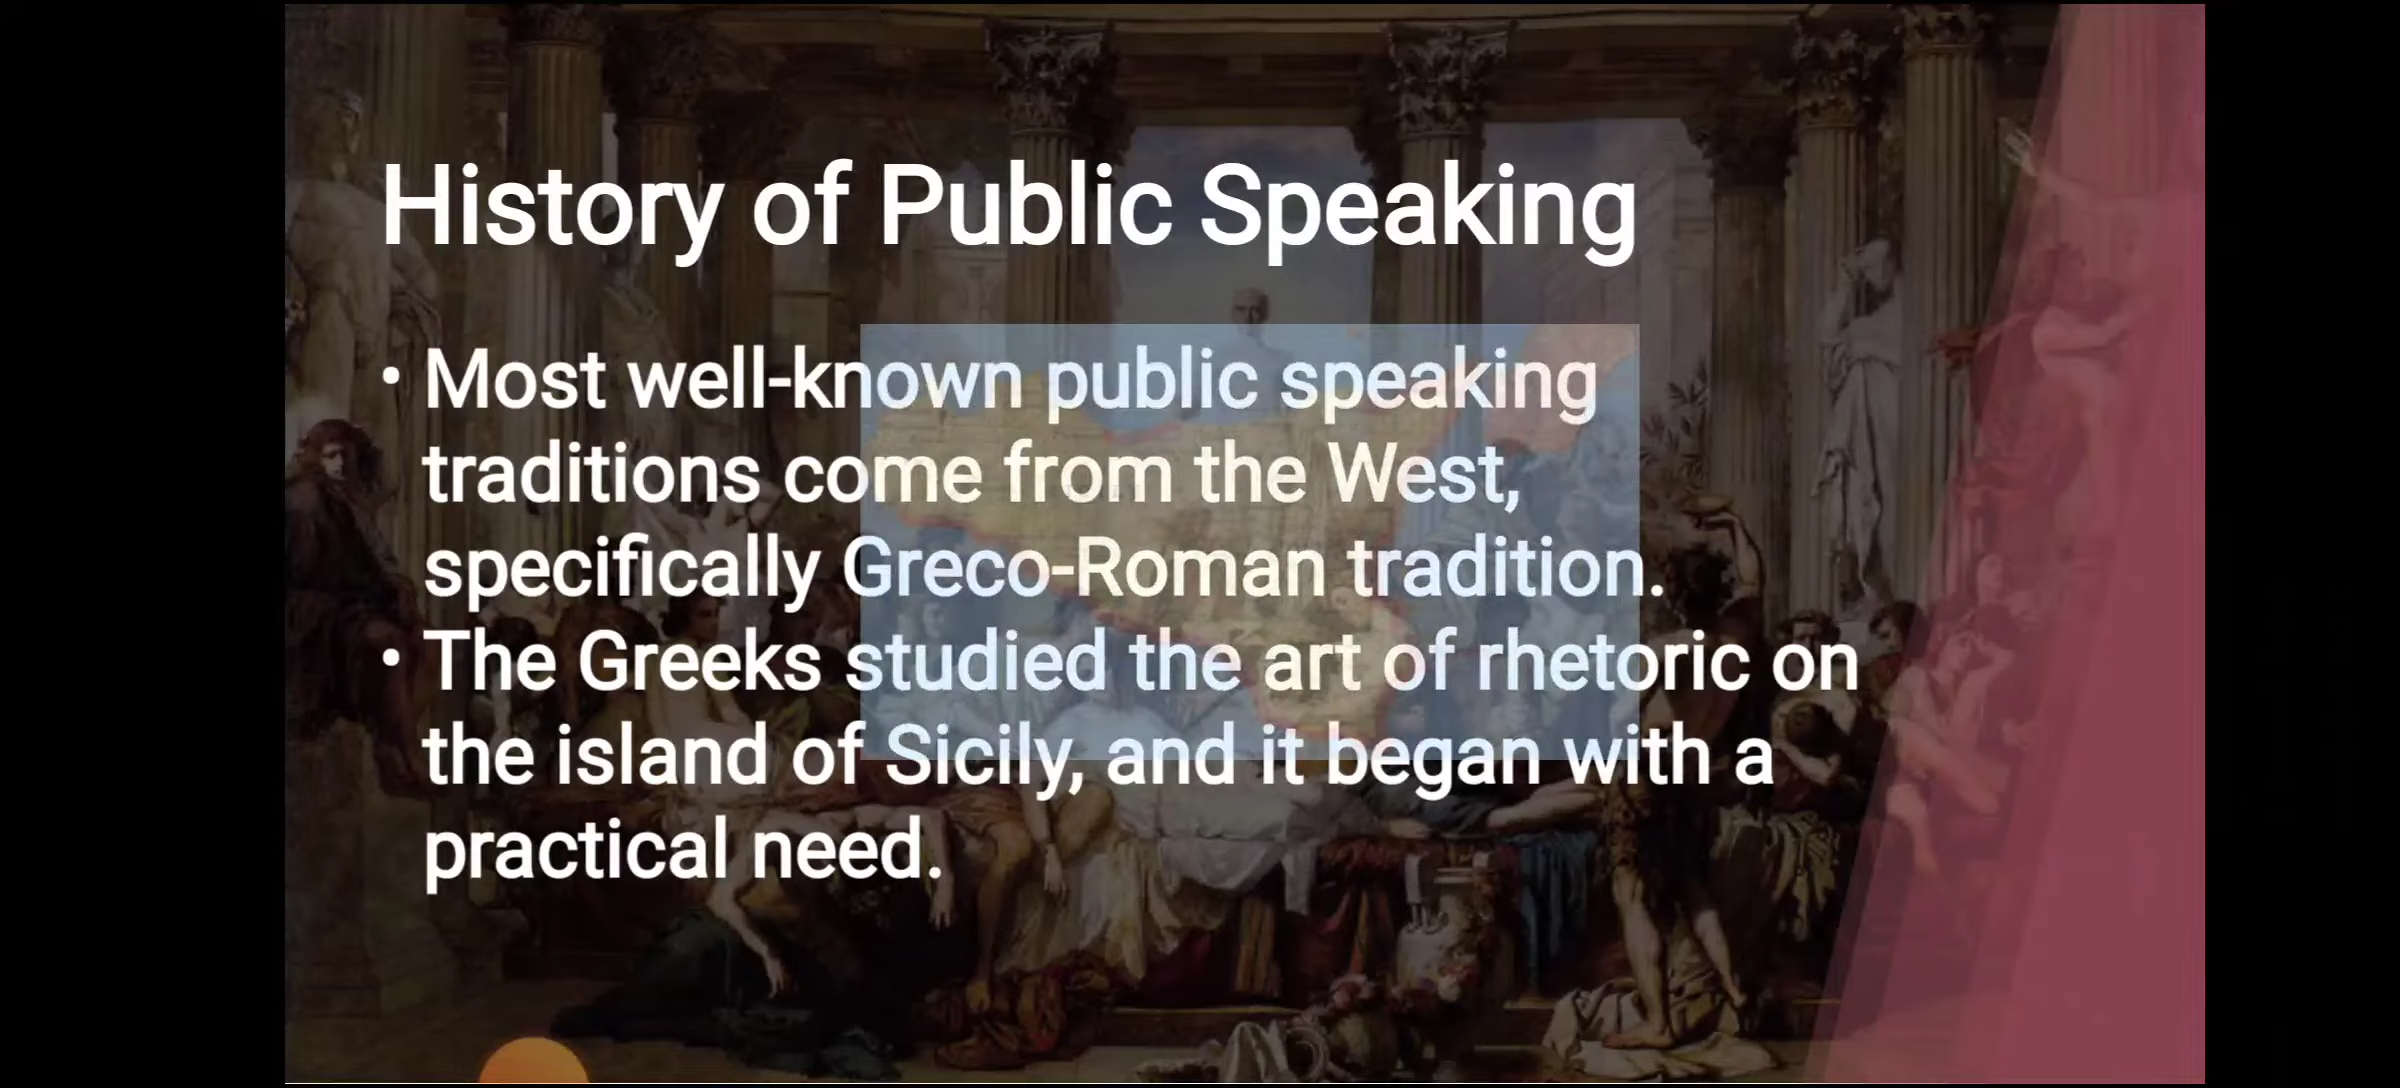 History of Public Speaking
• Most well-known public speaking
traditions come from the West,
specifically Greco-Roman tradition.
• The Greeks studied the art of rhetoric on
the island of Sicily, and it began with a
practical need.